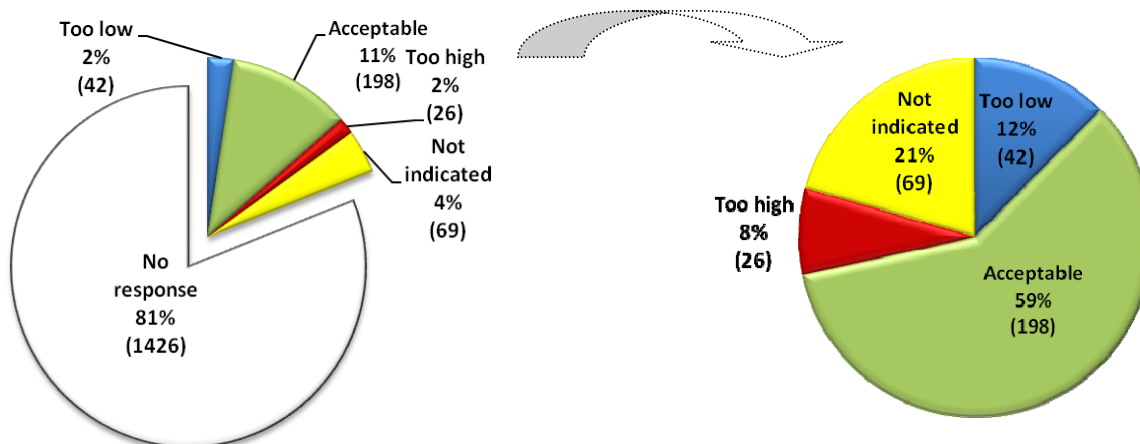 Too low
2%
(42)
Acceptable
11%
(198)
Too high
2%
(26)
Not
indicated
4%
(69)
No
response
81%
(1426)
Not
indicated
21%
(69)
Too low
12%
(42)
Too high
8%
(26)
Acceptable
59%
(198)